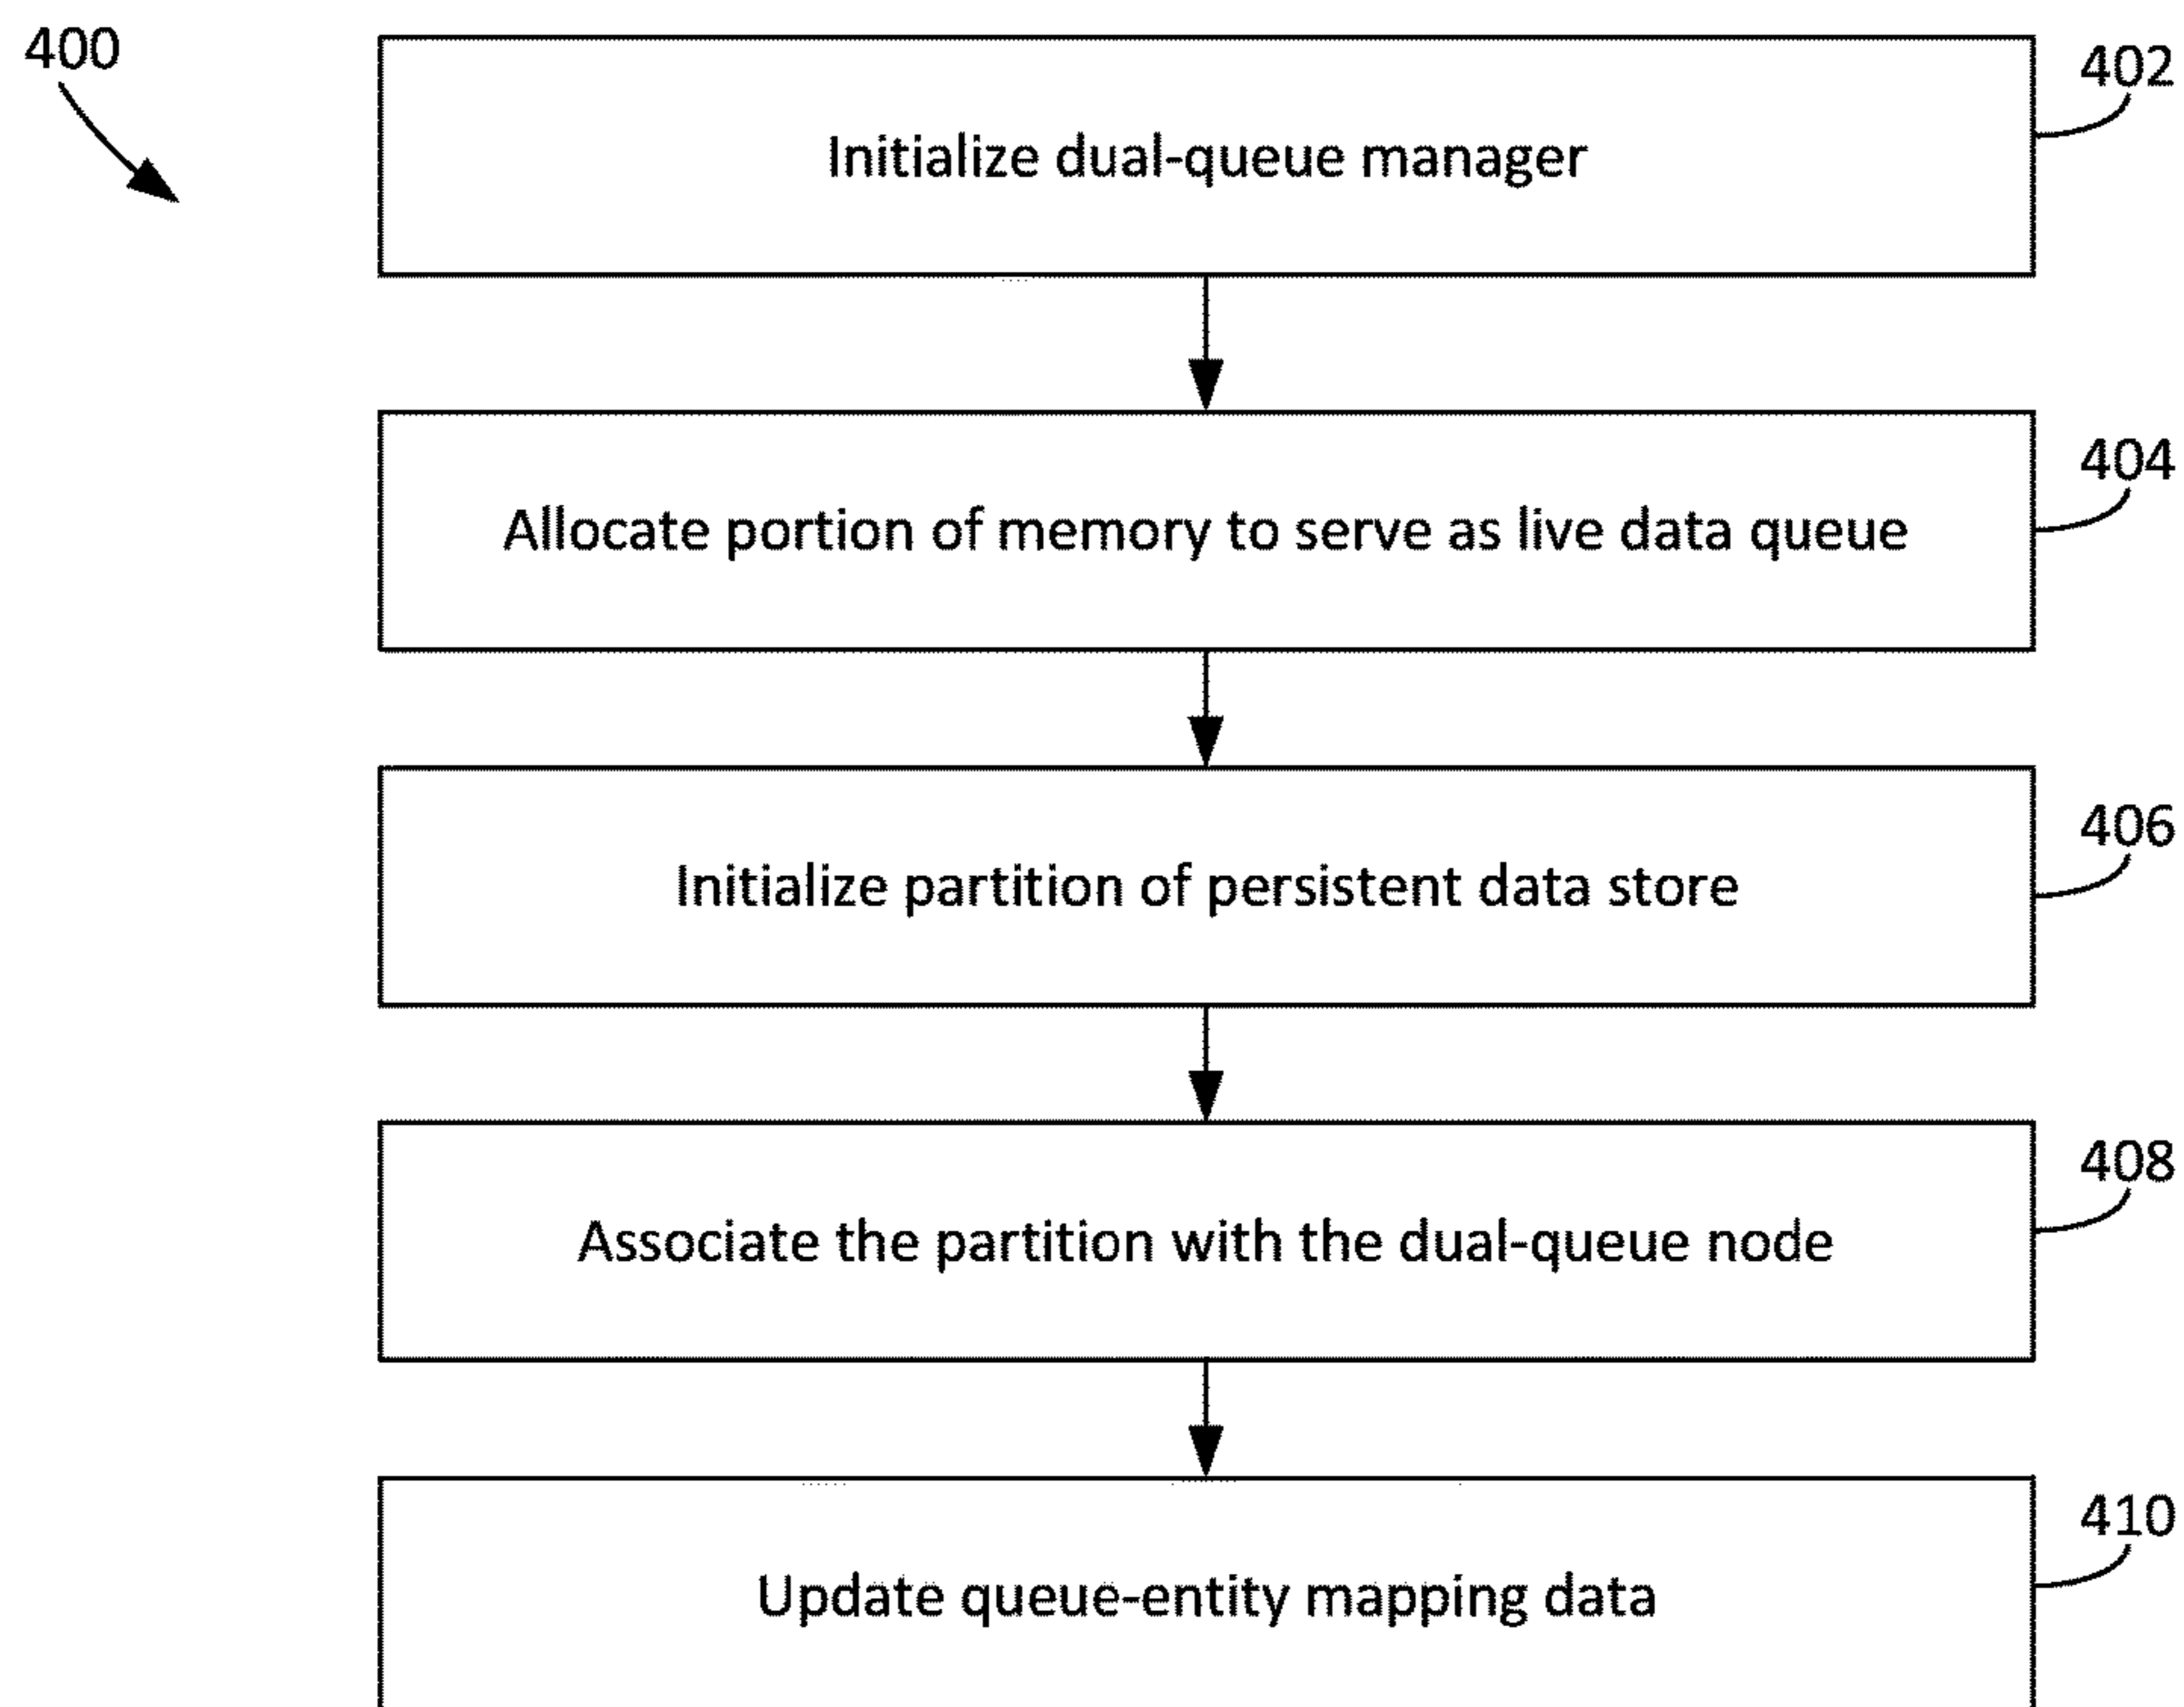 400
402
Initialize dual-queue manager
404
Allocate portion of memory to serve as live data queue
406
Initialize partition of persistent data store
408
Associate the partition with the dual-queue node
410
Update queue-entity mapping data